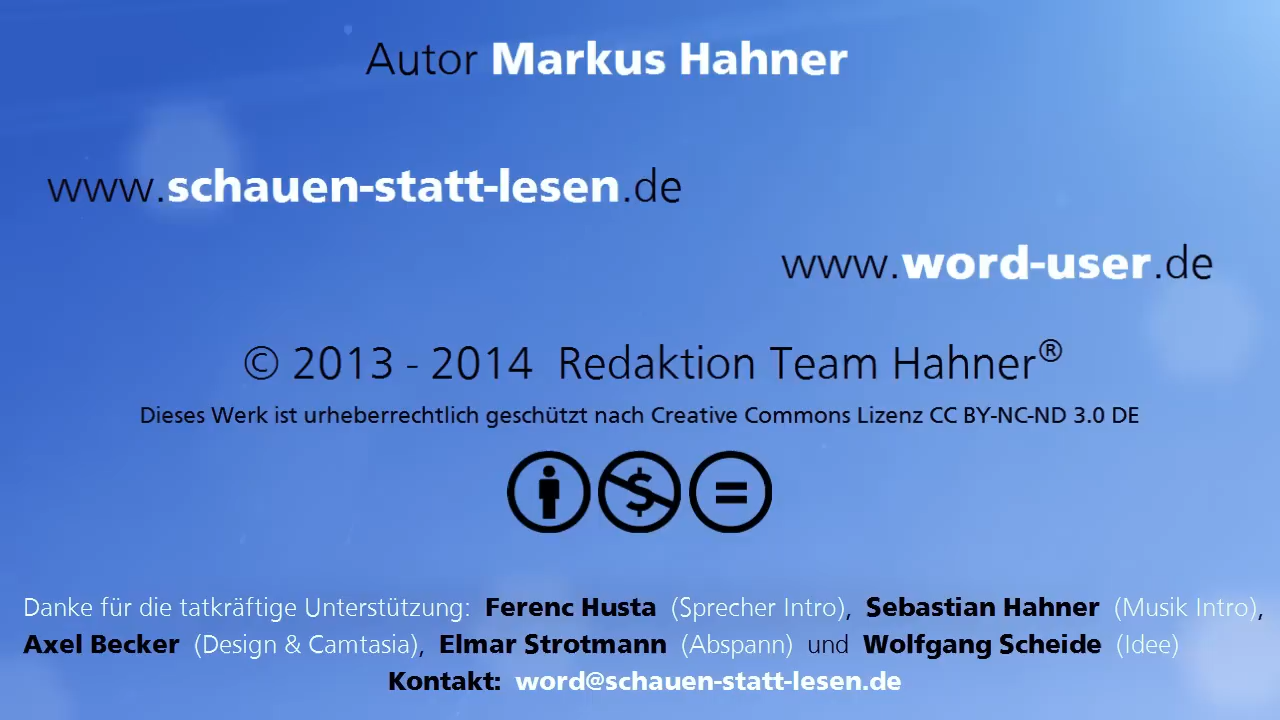 Autor Markus Hahner
www.schauen-statt-lesen.de
www.word-user.de
© 2013 - 2014 Redaktion Team Hahner®
Dieses Werk ist urheberrechtlich geschützt nach Creative Commons Lizenz CC BY-NC-ND 3.0 DE
Danke für die tatkräftige Unterstützung: Ferenc Husta (Sprecher Intro), Sebastian Hahner (Musik Intro),
Axel Becker (Design & Camtasia), Elmar Strotmann (Abspann) und Wolfgang Scheide (Idee)
Kontakt: word@schauen-statt-lesen.de